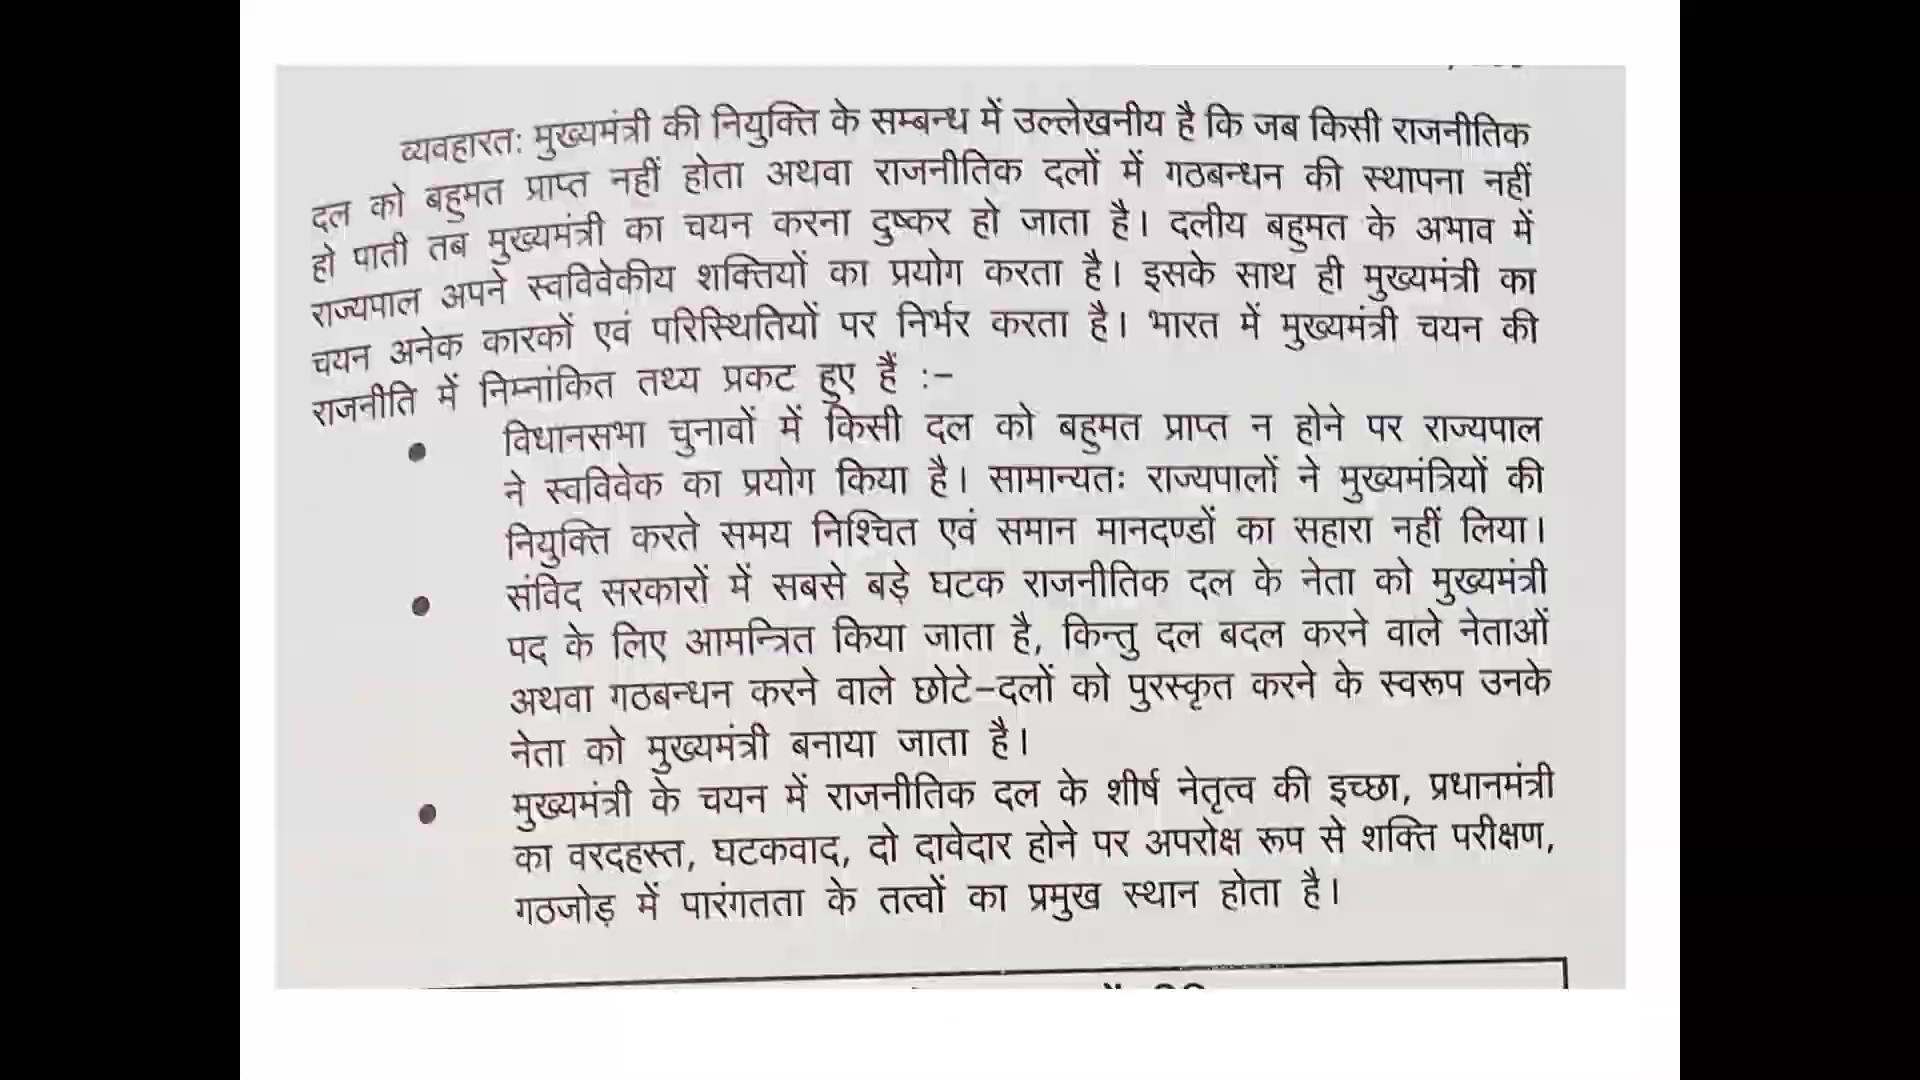 व्यवहारत: मुख्यमंत्री की नियुक्ति के सम्बन्ध में उल्लेखनीय है कि जब किसी राजनीतिक
दल को बहुमत प्राप्त नहीं होता अथवा राजनीतिक दलों में गठबन्धन की स्थापना नहीं
हो पाती तब मुख्यमंत्री का चयन करना दुष्कर हो जाता है। दलीय बहुमत के अभाव में
राज्यपाल अपने स्वविवेकीय शक्तियों का प्रयोग करता है। इसके साथ ही मुख्यमंत्री का
चयन अनेक कारकों एवं परिस्थितियों पर निर्भर करता है। भारत में मुख्यमंत्री चयन की
राजनीति में निम्नांकित तथ्य प्रकट हुए हैं :–
• विधानसभा चुनावों में किसी दल को बहुमत प्राप्त न होने पर राज्यपाल
ने स्वविवेक का प्रयोग किया है। सामान्यतः राज्यपालों ने मुख्यमंत्रियों की
नियुक्ति करते समय निश्चित एवं समान मानदण्डों का सहारा नहीं लिया।
• संविद सरकारों में सबसे बड़े घटक राजनीतिक दल के नेता को मुख्यमंत्री
पद के लिए आमन्त्रित किया जाता है, किन्तु दल बदल करने वाले नेताओं
अथवा गठबन्धन करने वाले छोटे–दलों को पुरस्कृत करने के स्वरूप उनके
नेता को मुख्यमंत्री बनाया जाता है।
• मुख्यमंत्री के चयन में राजनीतिक दल के शीर्ष नेतृत्व की इच्छा, प्रधानमंत्री
का वरदहस्त, घटकवाद, दो दावेदार होने पर अपरोक्ष रूप से शक्ति परीक्षण,
गठजोड़ में पारंगतता के तत्वों का प्रमुख स्थान होता है।